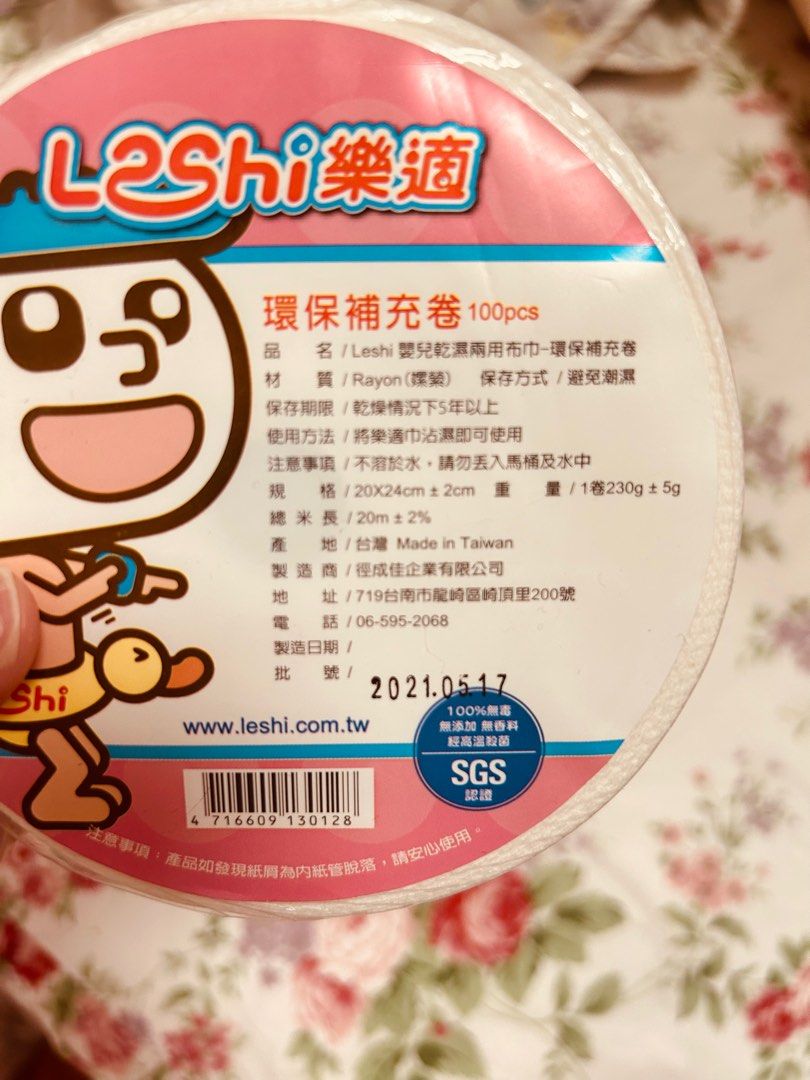 Leshi樂適
環保補充卷 100pcs
品 名 / Leshi 嬰兒乾濕兩用布巾-環保補充卷
材 質 / Rayon(嫘縈) 保存方式 / 避免潮濕
保存期限 / 乾燥情況下5年以上
使用方法 / 將樂適巾沾濕即可使用
注意事項 / 不溶於水，請勿丟入馬桶及水中
規 格 / 20X24cm ± 2cm 重 量 / 1卷230g ± 5g
總 米 長 / 20m ± 2%
產 地 / 台灣 Made in Taiwan
製 造 商 / 徑成佳企業有限公司
地 址 / 719台南市龍崎區崎頂里200號
電 話 / 06-595-2068
製造日期 /
批 號 /
2021.05.17
shi
www.leshi.com.tw
100%無毒
無添加 無香料
經高溫殺菌
SGS
認證
4 716609 130128
注意事項：產品如發現紙屑為內紙管脫落，請安心使用。